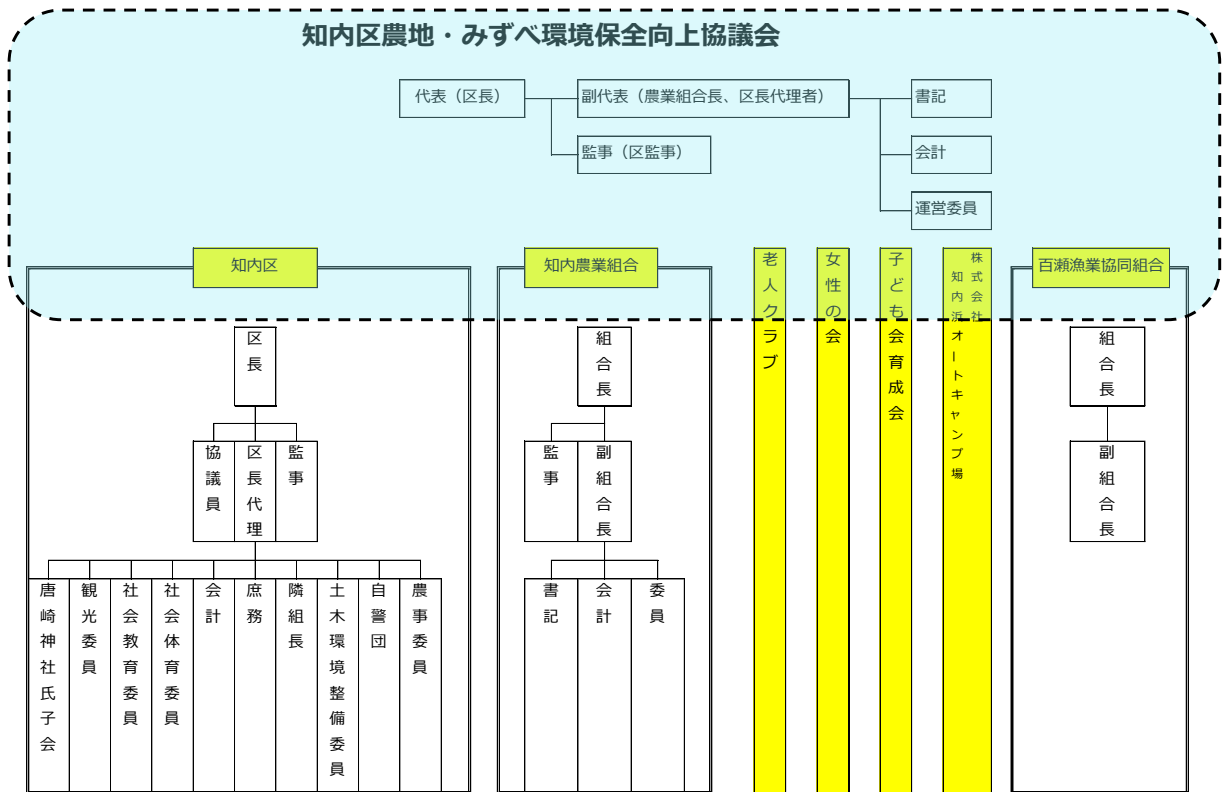 知内区農地・みずべ環境保全向上協議会
代表（区長）
副代表（農業組合長、区長代理者）
書記
監事（区監事）
会計
運営委員
知内区
知内農業組合
老人クラブ
女性の会
子ども会育成会
株式会社
知内浜オートキャンプ場
百瀬漁業協同組合
区長
組合長
組合長
協議員
区長代理
監事
監事
副組合長
副組合長
唐崎神社氏子会
観光委員
社会教育委員
社会体育委員
会計
庶務
隣組長
土木環境整備委員
自警団
農事委員
書記
会計
委員